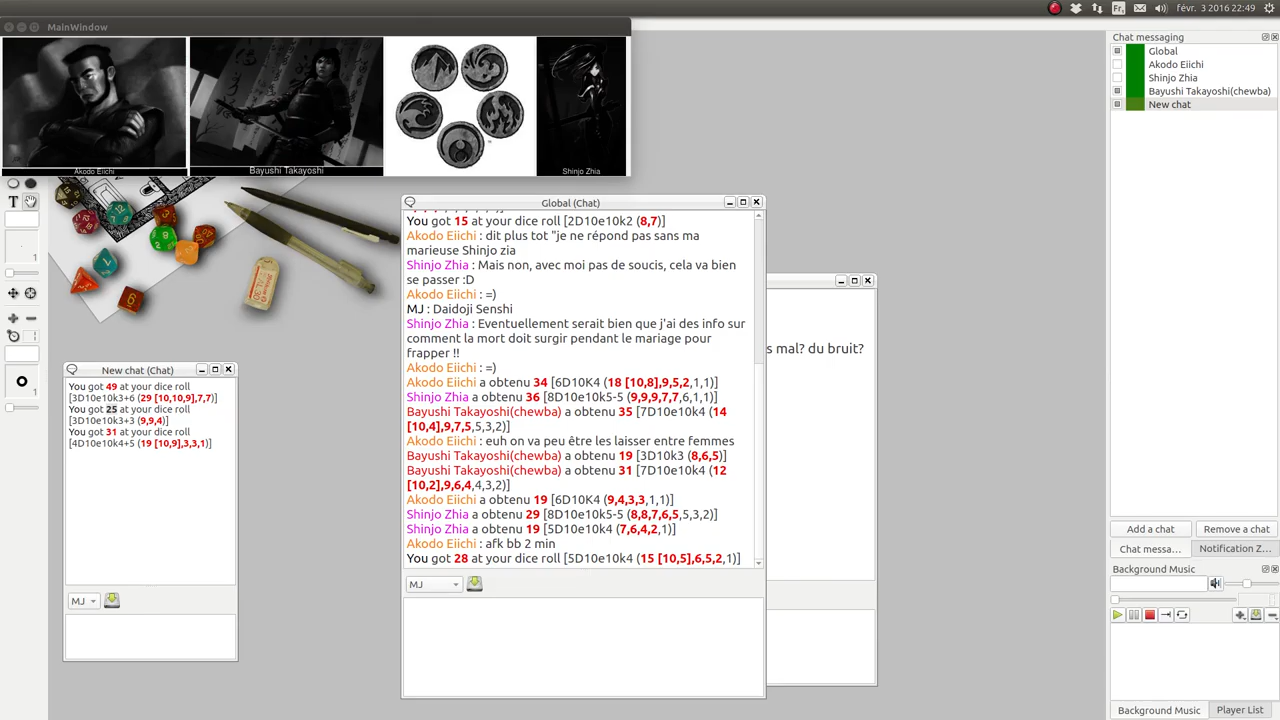 Fr,
févr. 3 2016 22:49
MainWindow
Akodo Eiichi
Bayushi Takayoshi
Shinjo Zhia
T
1
1
1
New chat (Chat)
You got 49 at your dice roll
[3D10e10k3+6 (29 [10,10,9],7,7)]
You got 25 at your dice roll
[3D10e10k3+3 (9,9,4)]
You got 31 at your dice roll
[4D10e10k4+5 (19 [10,9],3,3,1)]
MJ
Global (Chat)
You got 15 at your dice roll [2D10e10k2 (8,7)]
Akodo Eiichi : dit plus tot "je ne répond pas sans ma
marieuse Shinjo zia
Shinjo Zhia : Mais non, avec moi pas de soucis, cela va bien
se passer :D
Akodo Eiichi : =)
MJ : Daidoji Senshi
Shinjo Zhia : Eventuellement serait bien que j'ai des info sur
comment la mort doit surgir pendant le mariage pour
frapper !!
Akodo Eiichi : =)
Akodo Eiichi a obtenu 34 [6D10K4 (18 [10,8],9,5,2,1,1)]
Shinjo Zhia a obtenu 36 [8D10e10k5-5 (9,9,9,7,7,6,1,1)]
Bayushi Takayoshi(chewba) a obtenu 35 [7D10e10k4 (14
[10,4],9,7,5,5,3,2)]
Akodo Eiichi : euh on va peu être les laisser entre femmes
Bayushi Takayoshi(chewba) a obtenu 19 [3D10k3 (8,6,5)]
Bayushi Takayoshi(chewba) a obtenu 31 [7D10e10k4 (12
[10,2],9,6,4,4,3,2)]
Akodo Eiichi a obtenu 19 [6D10K4 (9,4,3,3,1,1)]
Shinjo Zhia a obtenu 29 [8D10e10k5-5 (8,8,7,6,5,5,3,2)]
Shinjo Zhia a obtenu 19 [5D10e10k4 (7,6,4,2,1)]
Akodo Eiichi : afk bb 2 min
You got 28 at your dice roll [5D10e10k4 (15 [10,5],6,5,2,1)]
MJ
s mal? du bruit?
Chat messaging
Global
Akodo Eiichi
Shinjo Zhia
Bayushi Takayoshi(chewba)
New chat
Add a chat
Remove a chat
Chat messa...
Notification Z...
Background Music
Background Music
Player List